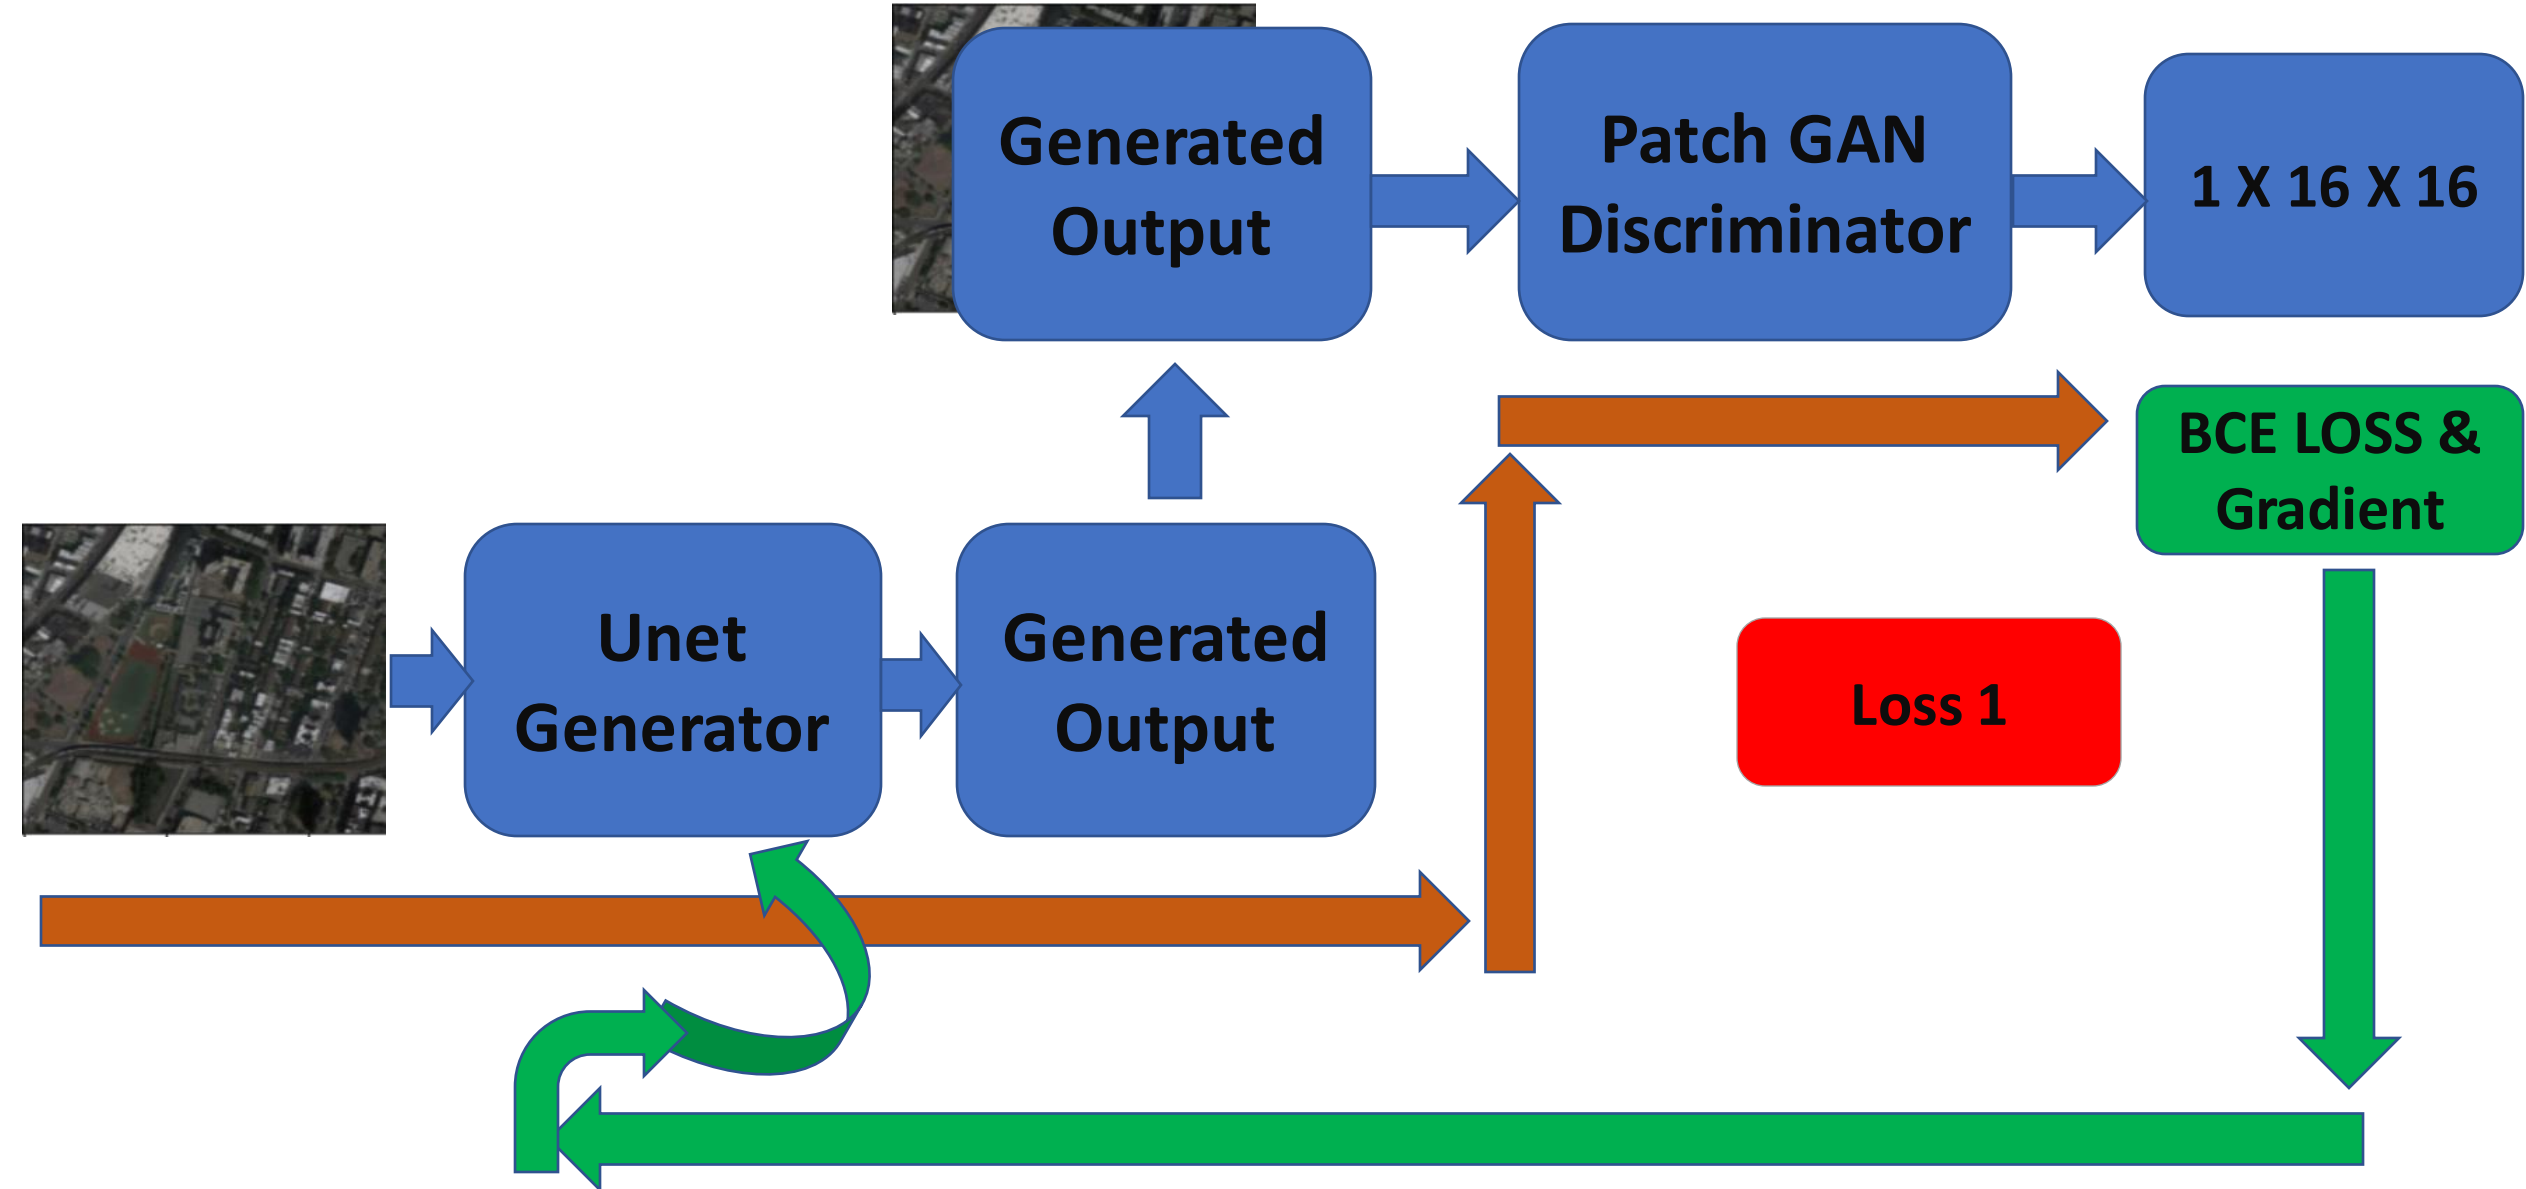 Generated
Output
Patch GAN
Discriminator
1 X 16 X 16
BCE LOSS &
Gradient
Unet
Generator
Generated
Output
Loss 1